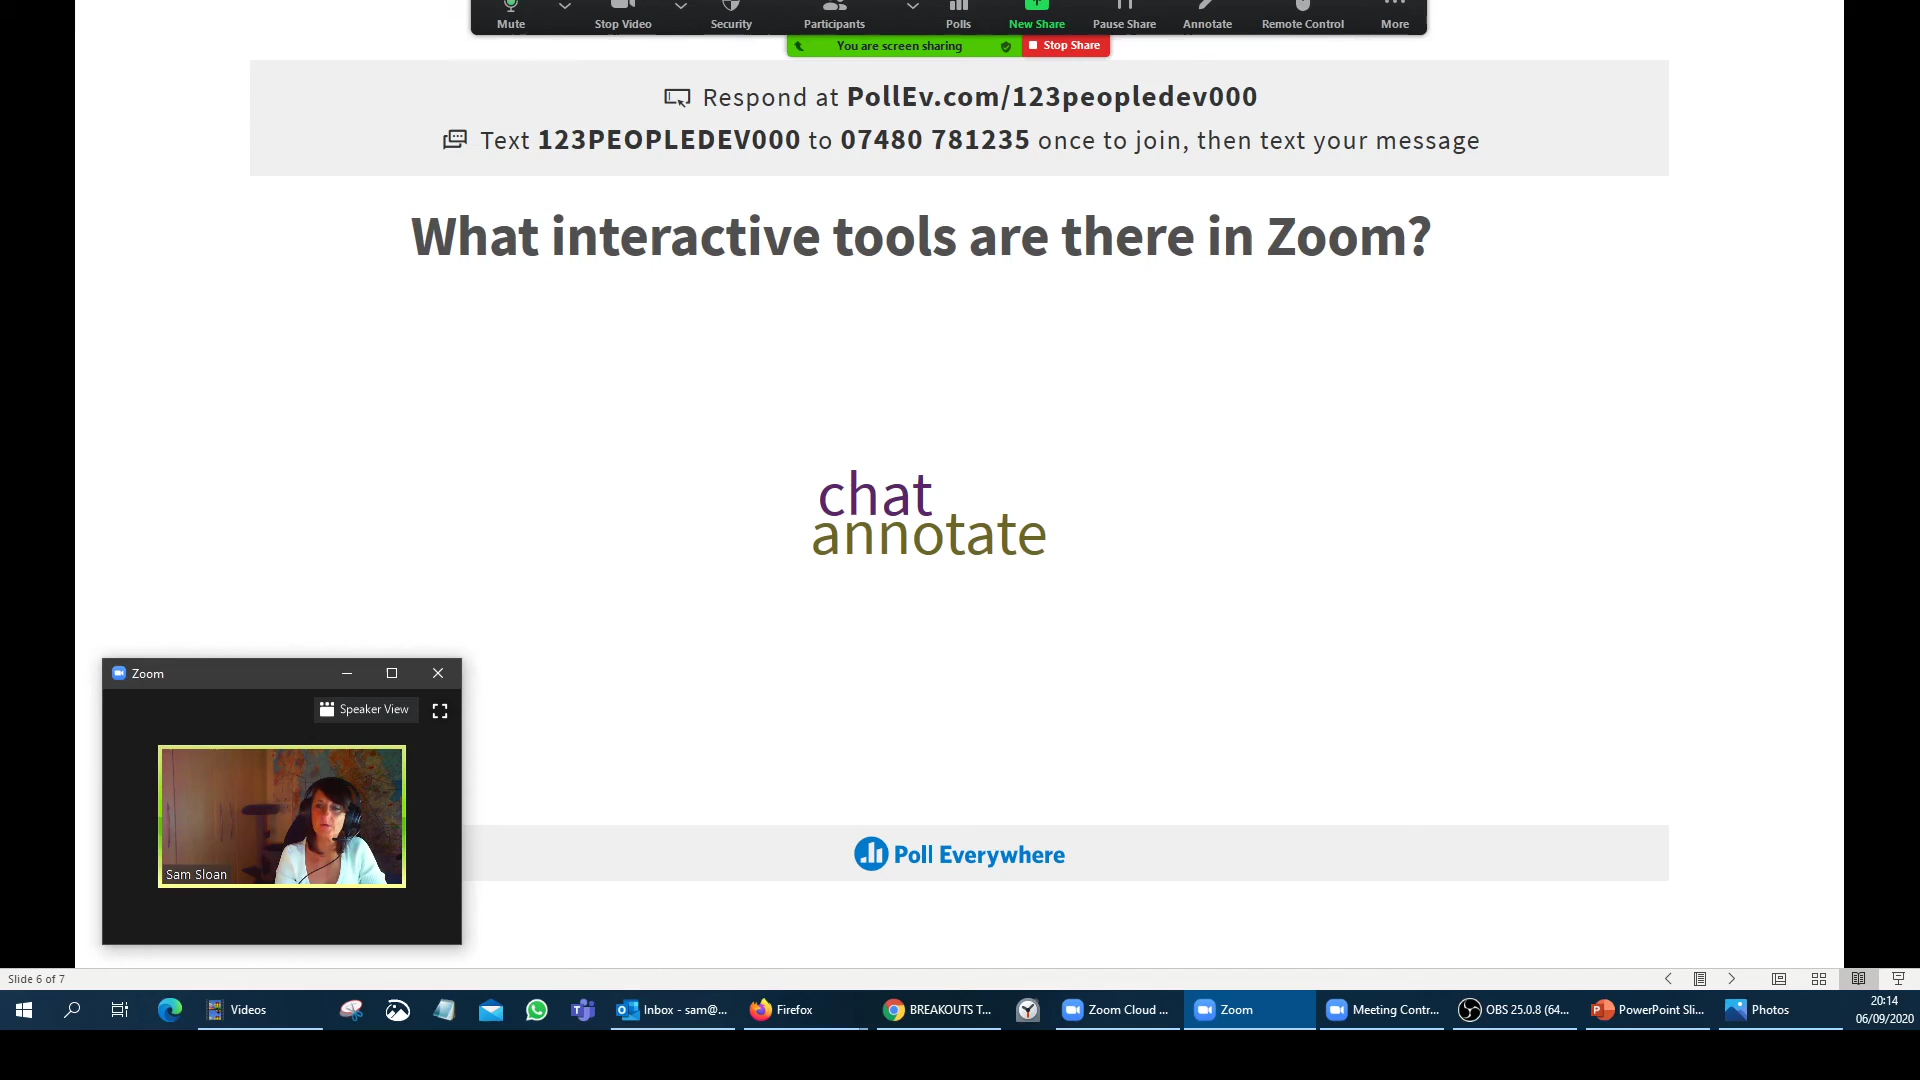 Mute Stop Video Security Participants Polls New Share Pause Share Annotate Remote Control More
You are screen sharing Stop Share
Respond at PollEv.com/123peopledev000
Text 123PEOPLEDEV000 to 07480 781235 once to join, then text your message
What interactive tools are there in Zoom?
chat
annotate
Zoom
Speaker View
Sam Sloan
Poll Everywhere
Slide 6 of 7
Videos Inbox - sam@... Firefox BREAKOUTS T... Zoom Cloud ... Zoom Meeting Contr... OBS 25.0.8 (64... PowerPoint Sli... Photos 20:14
06/09/2020